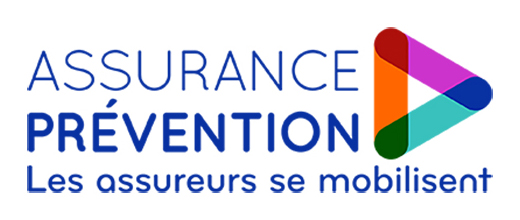 ASSURANCE
PRÉVENTION
Les assureurs se mobilisent